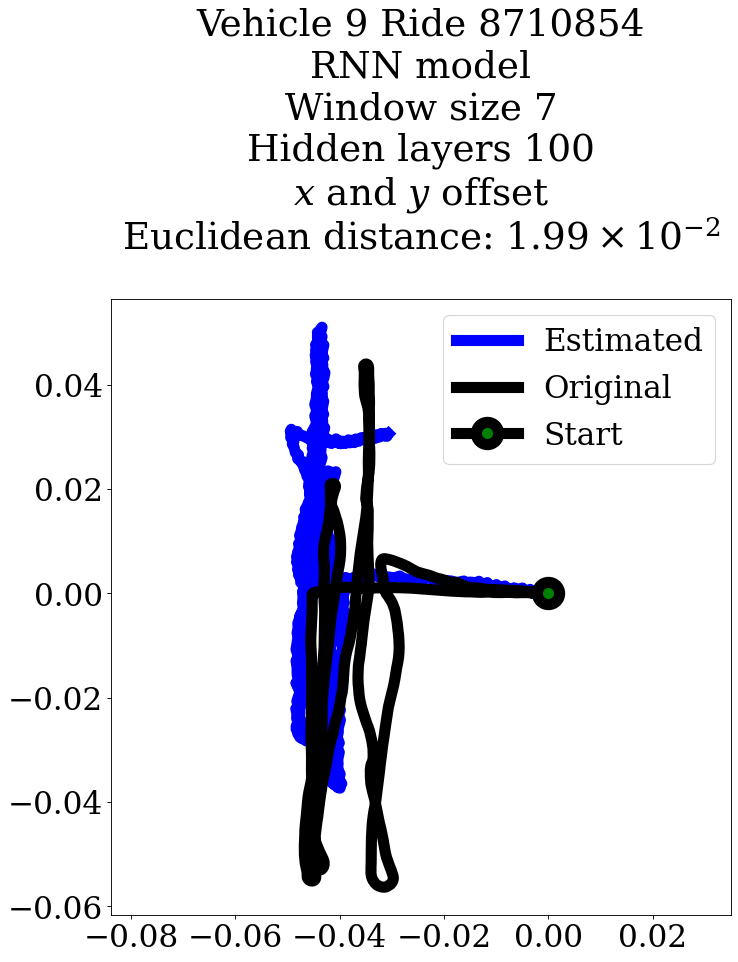 Vehicle 9 Ride 8710854
RNN model
Window size 7
Hidden layers 100
x and y offset
Euclidean distance: 1.99 × 10⁻²
Estimated
Original
Start
0.04
0.02
0.00
−0.02
−0.04
−0.06
−0.08 −0.06 −0.04 −0.02 0.00 0.02